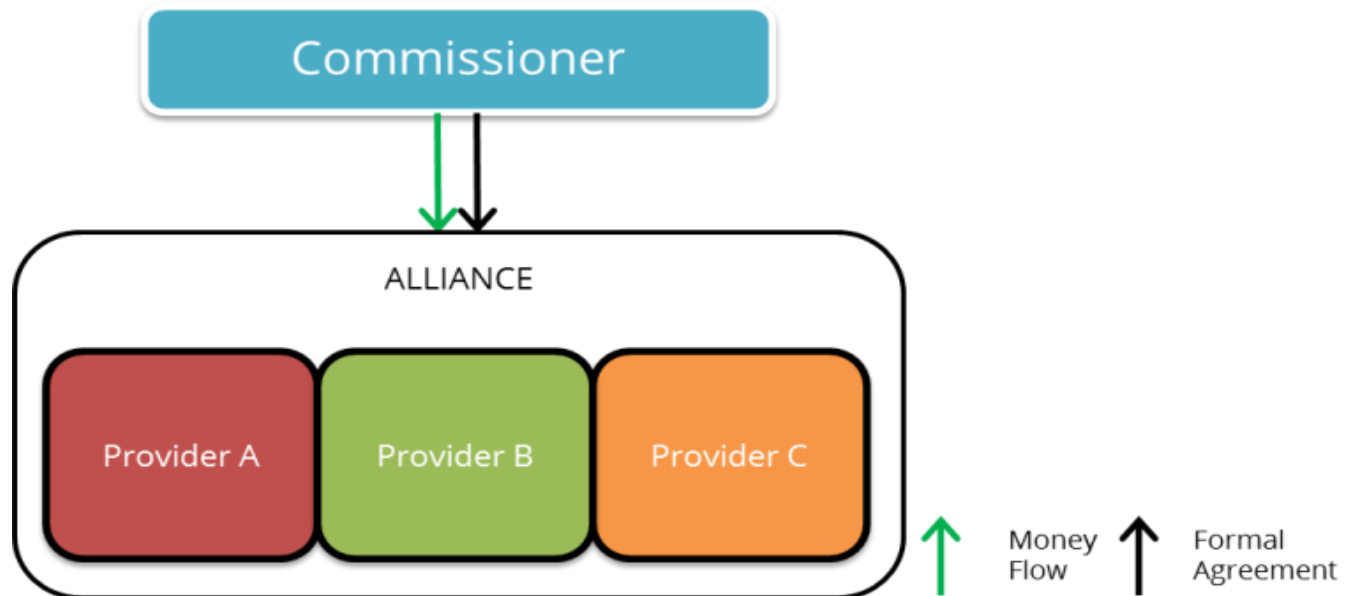 Commissioner
ALLIANCE
Provider A
Provider B
Provider C
Money
Flow
Formal
Agreement